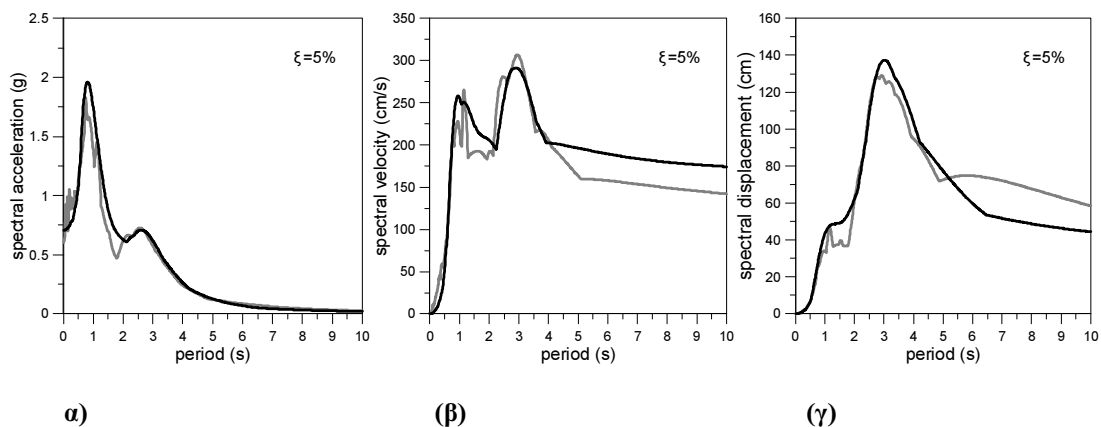 2.5
2
1.5
1
0.5
0
spectral acceleration (g)
ξ=5%
0 1 2 3 4 5 6 7 8 9 10
period (s)
350
300
250
200
150
100
50
0
spectral velocity (cm/s)
ξ=5%
0 1 2 3 4 5 6 7 8 9 10
period (s)
160
140
120
100
80
60
40
20
0
spectral displacement (cm)
ξ=5%
0 1 2 3 4 5 6 7 8 9 10
period (s)
α) (β) (γ)